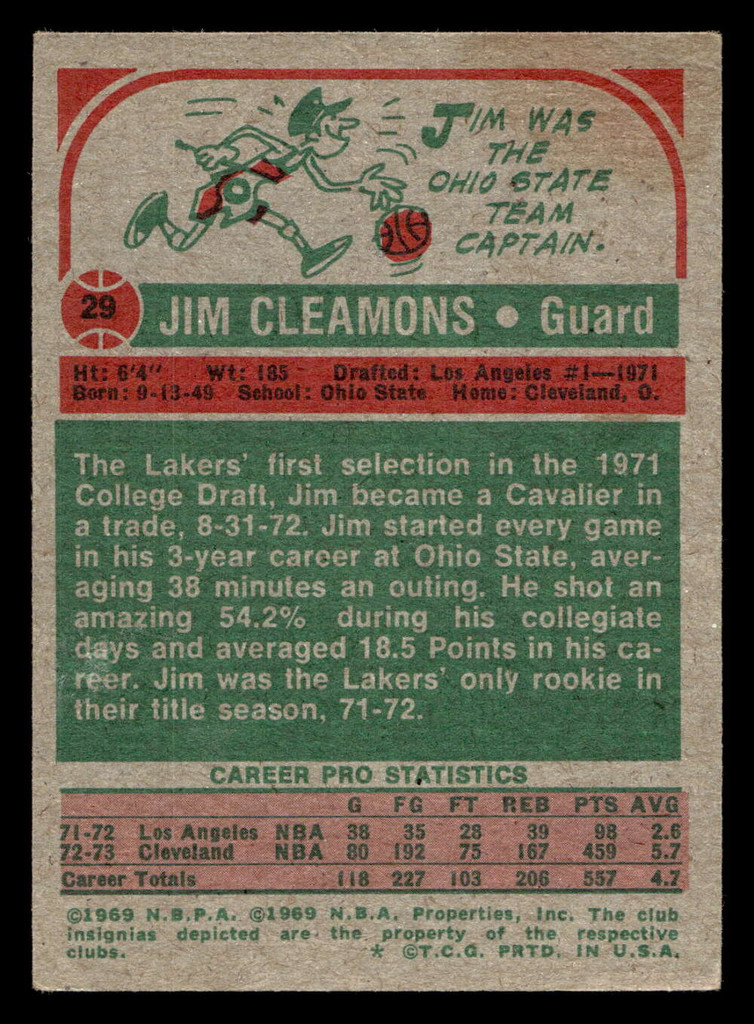 JIM WAS
THE
OHIO STATE
TEAM
CAPTAIN.
29
JIM CLEAMONS • Guard
Ht: 6'4" Wt: 185 Drafted: Los Angeles #1—1971
Born: 9-13-49 School: Ohio State Home: Cleveland, O.
The Lakers' first selection in the 1971
College Draft, Jim became a Cavalier in
a trade, 8-31-72. Jim started every game
in his 3-year career at Ohio State, aver-
aging 38 minutes an outing. He shot an
amazing 54.2% during his collegiate
days and averaged 18.5 Points in his ca-
reer. Jim was the Lakers' only rookie in
their title season, 71-72.
CAREER PRO STATISTICS
G FG FT REB PTS AVG
71-72 Los Angeles NBA 38 35 28 39 98 2.6
72-73 Cleveland NBA 80 192 75 167 459 5.7
Career Totals 118 227 103 206 557 4.7
©1969 N.B.P.A. ©1969 N.B.A. Properties, Inc. The club
insignias depicted are the property of the respective
clubs. * ©T.C.G. PRTD. IN U.S.A.